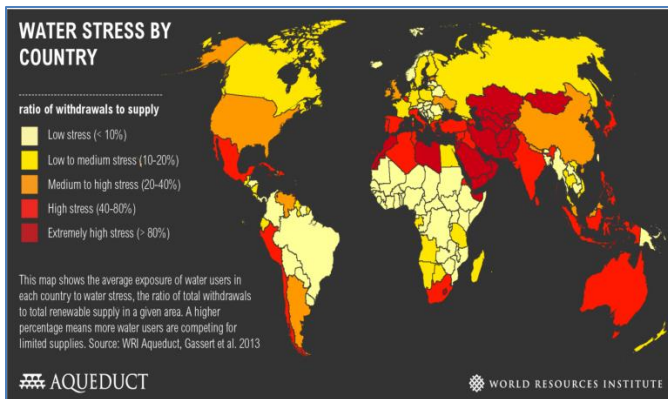 WATER STRESS BY
COUNTRY
ratio of withdrawals to supply
Low stress (< 10%)
Low to medium stress (10-20%)
Medium to high stress (20-40%)
High stress (40-80%)
Extremely high stress (> 80%)
This map shows the average exposure of water users in
each country to water stress, the ratio of total withdrawals
to total renewable supply in a given area. A higher
percentage means more water users are competing for
limited supplies. Source: WRI Aqueduct, Gassert et al. 2013
AQUEDUCT
WORLD RESOURCES INSTITUTE